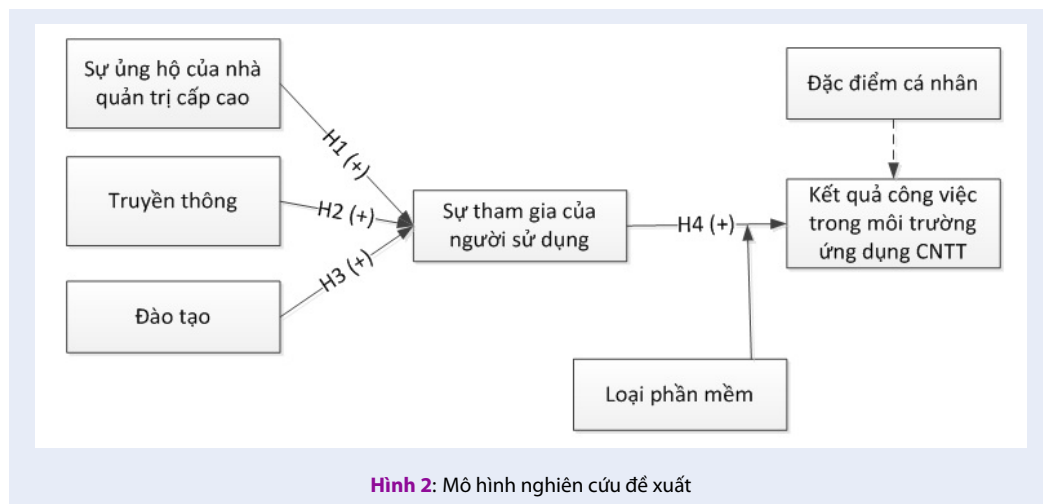 Sự ủng hộ của nhà
quản trị cấp cao
Truyền thông
Đào tạo
H1 (+)
H2 (+)
H3 (+)
Sự tham gia của
người sử dụng
H4 (+)
Loại phần mềm
Đặc điểm cá nhân
Kết quả công việc
trong môi trường
ứng dụng CNTT
Hình 2: Mô hình nghiên cứu đề xuất